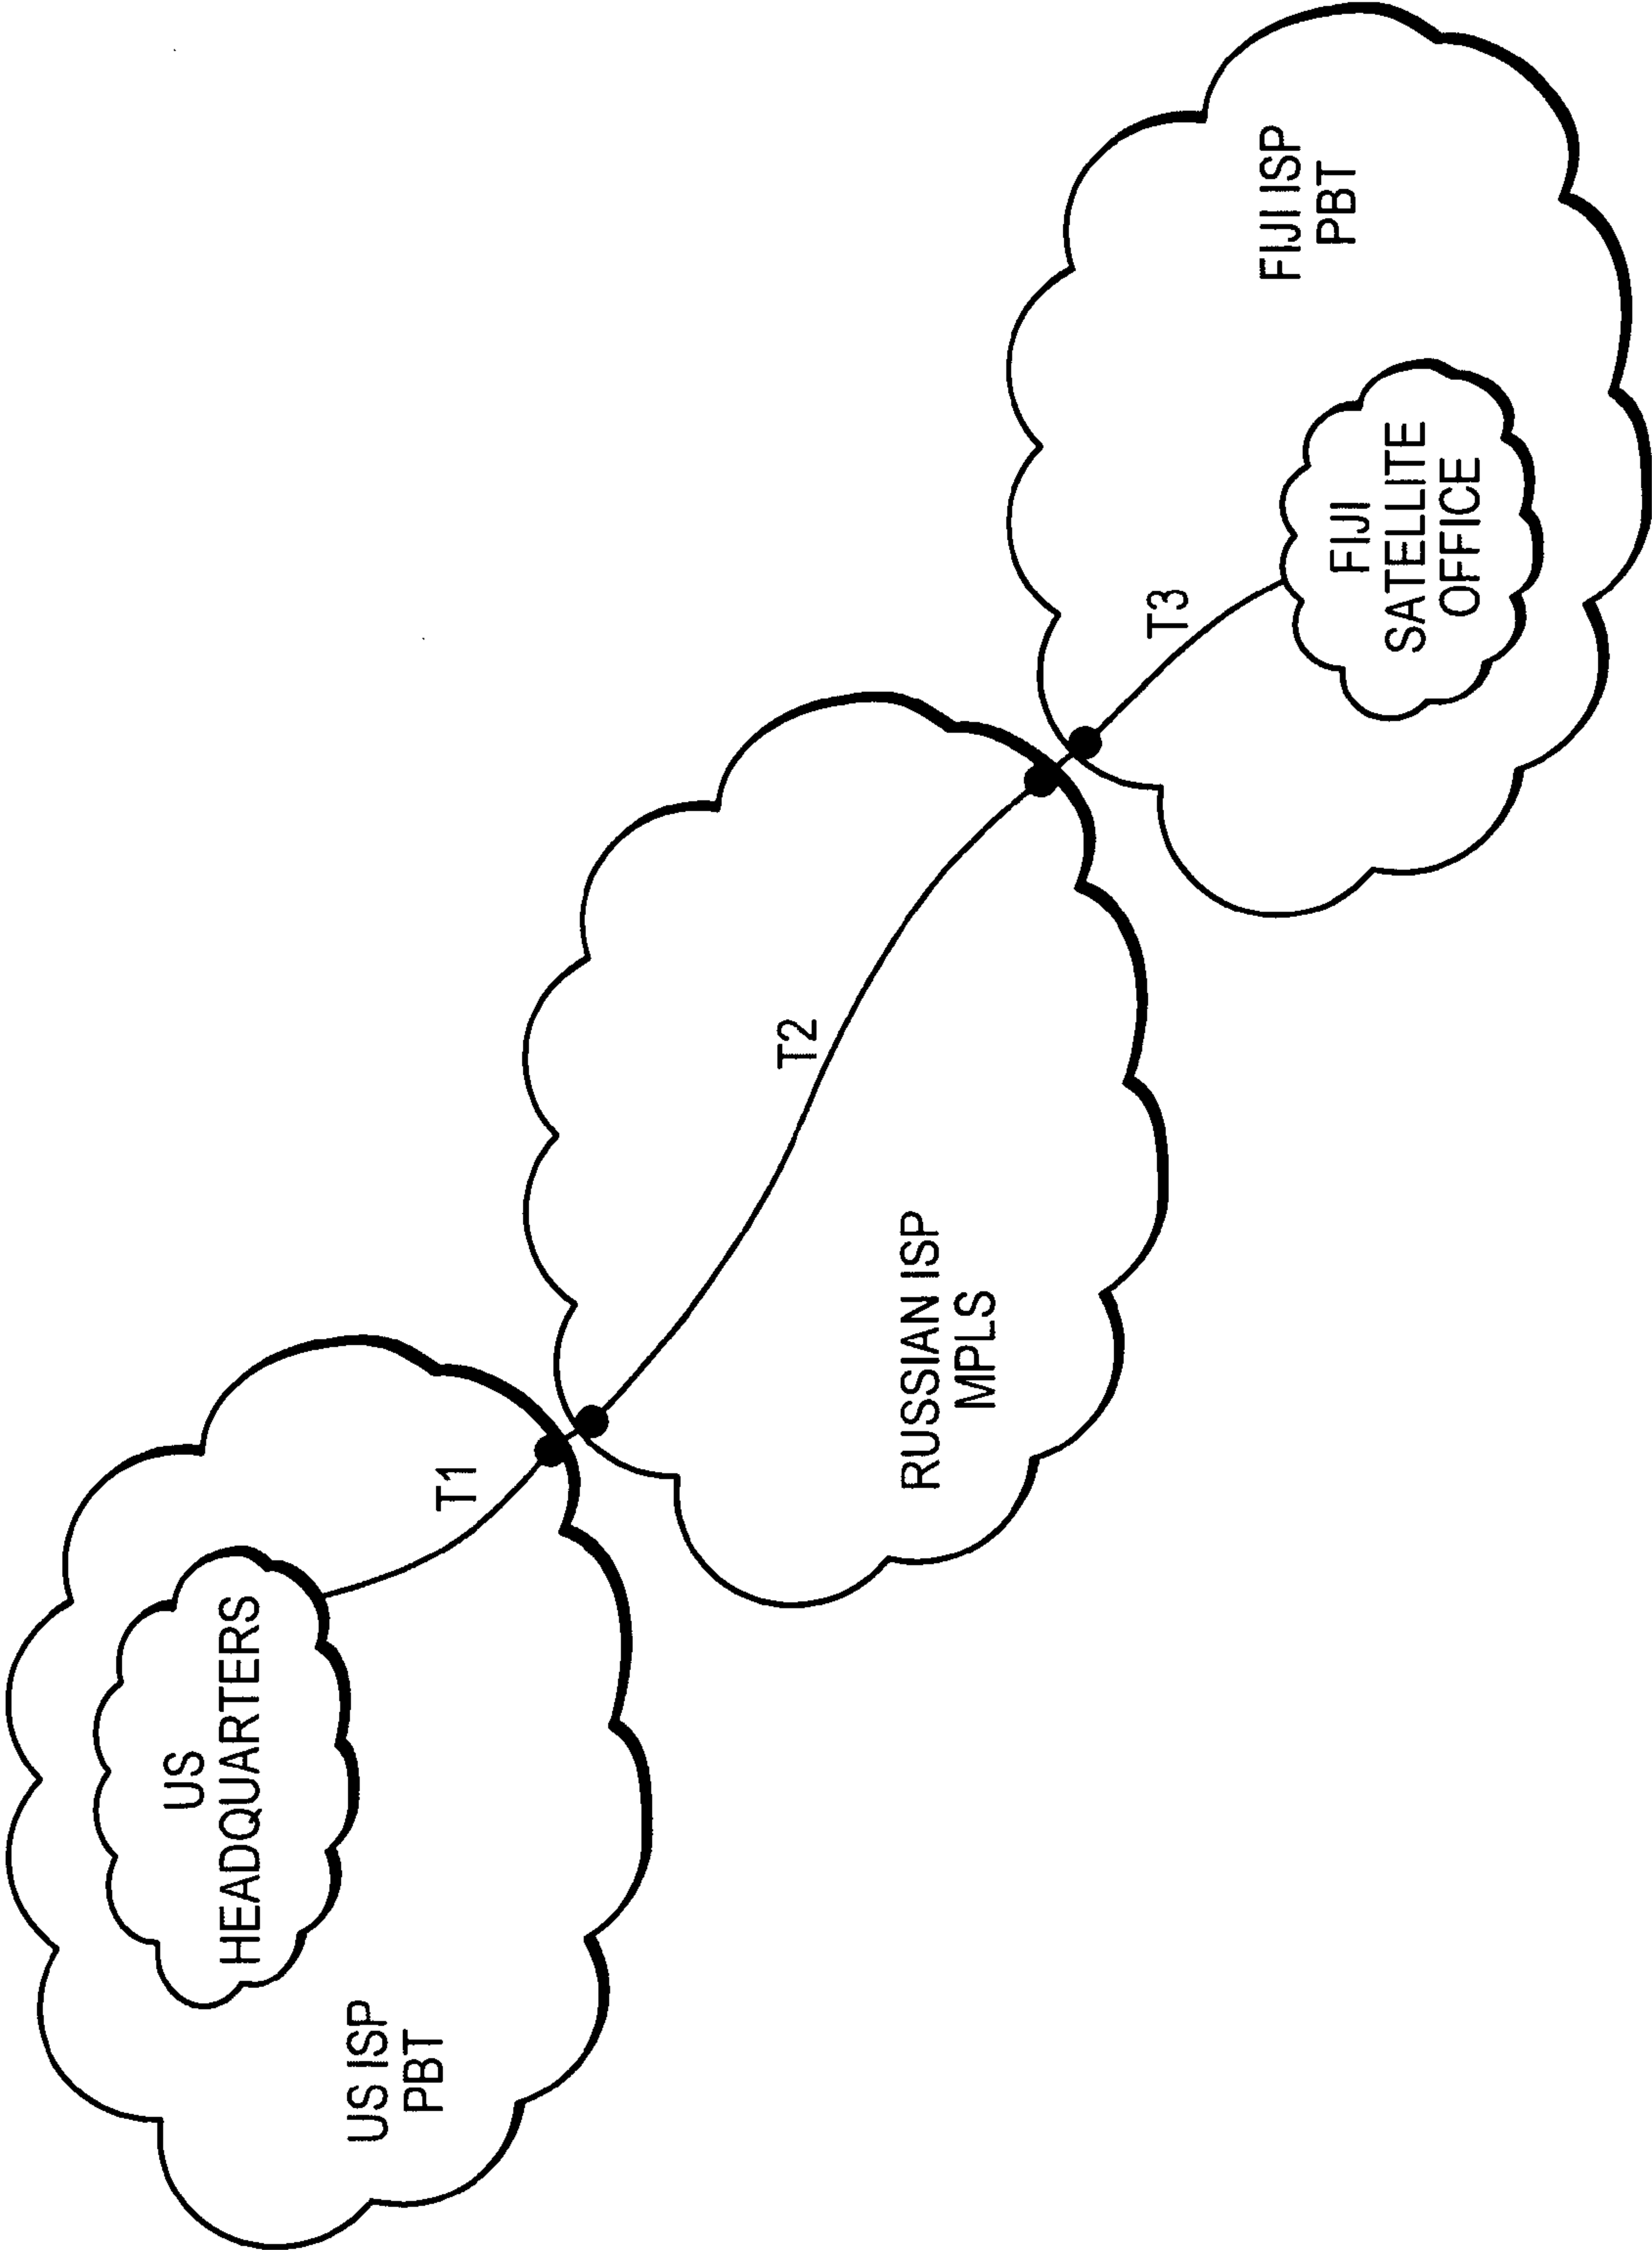 US
HEADQUARTERS
US ISP
PBT
T1
RUSSIAN ISP
MPLS
T2
T3
FIJI
SATELLITE
OFFICE
FIJI ISP
PBT